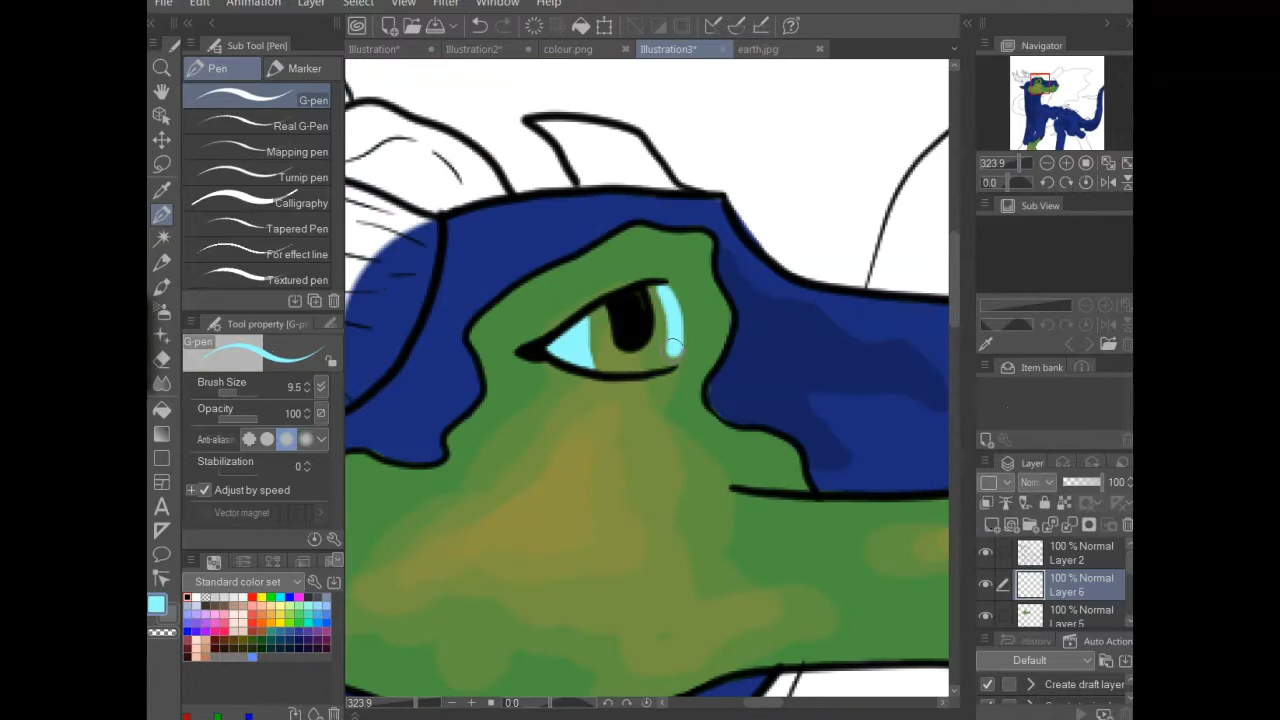 File Edit Animation Layer Select View Filter Window Help
Sub Tool [Pen]
Illustration* Illustration2* colour.png Illustration3* earth.jpg
Navigator
Pen Marker
G-pen
Real G-Pen
Mapping pen
Turnip pen
Calligraphy
Tapered Pen
For effect line
Textured pen
323.9
0.0
Sub View
Tool property [G-p
G-pen
Brush Size 9.5
Opacity 100
Anti-alias
Stabilization 0
Adjust by speed
Vector magnet
Item bank
Layer
Nor 100
100 % Normal
Layer 2
100 % Normal
Layer 6
100 % Normal
Layer 5
Standard color set
History Auto Action
Default
Create draft layer
323.9 0.0